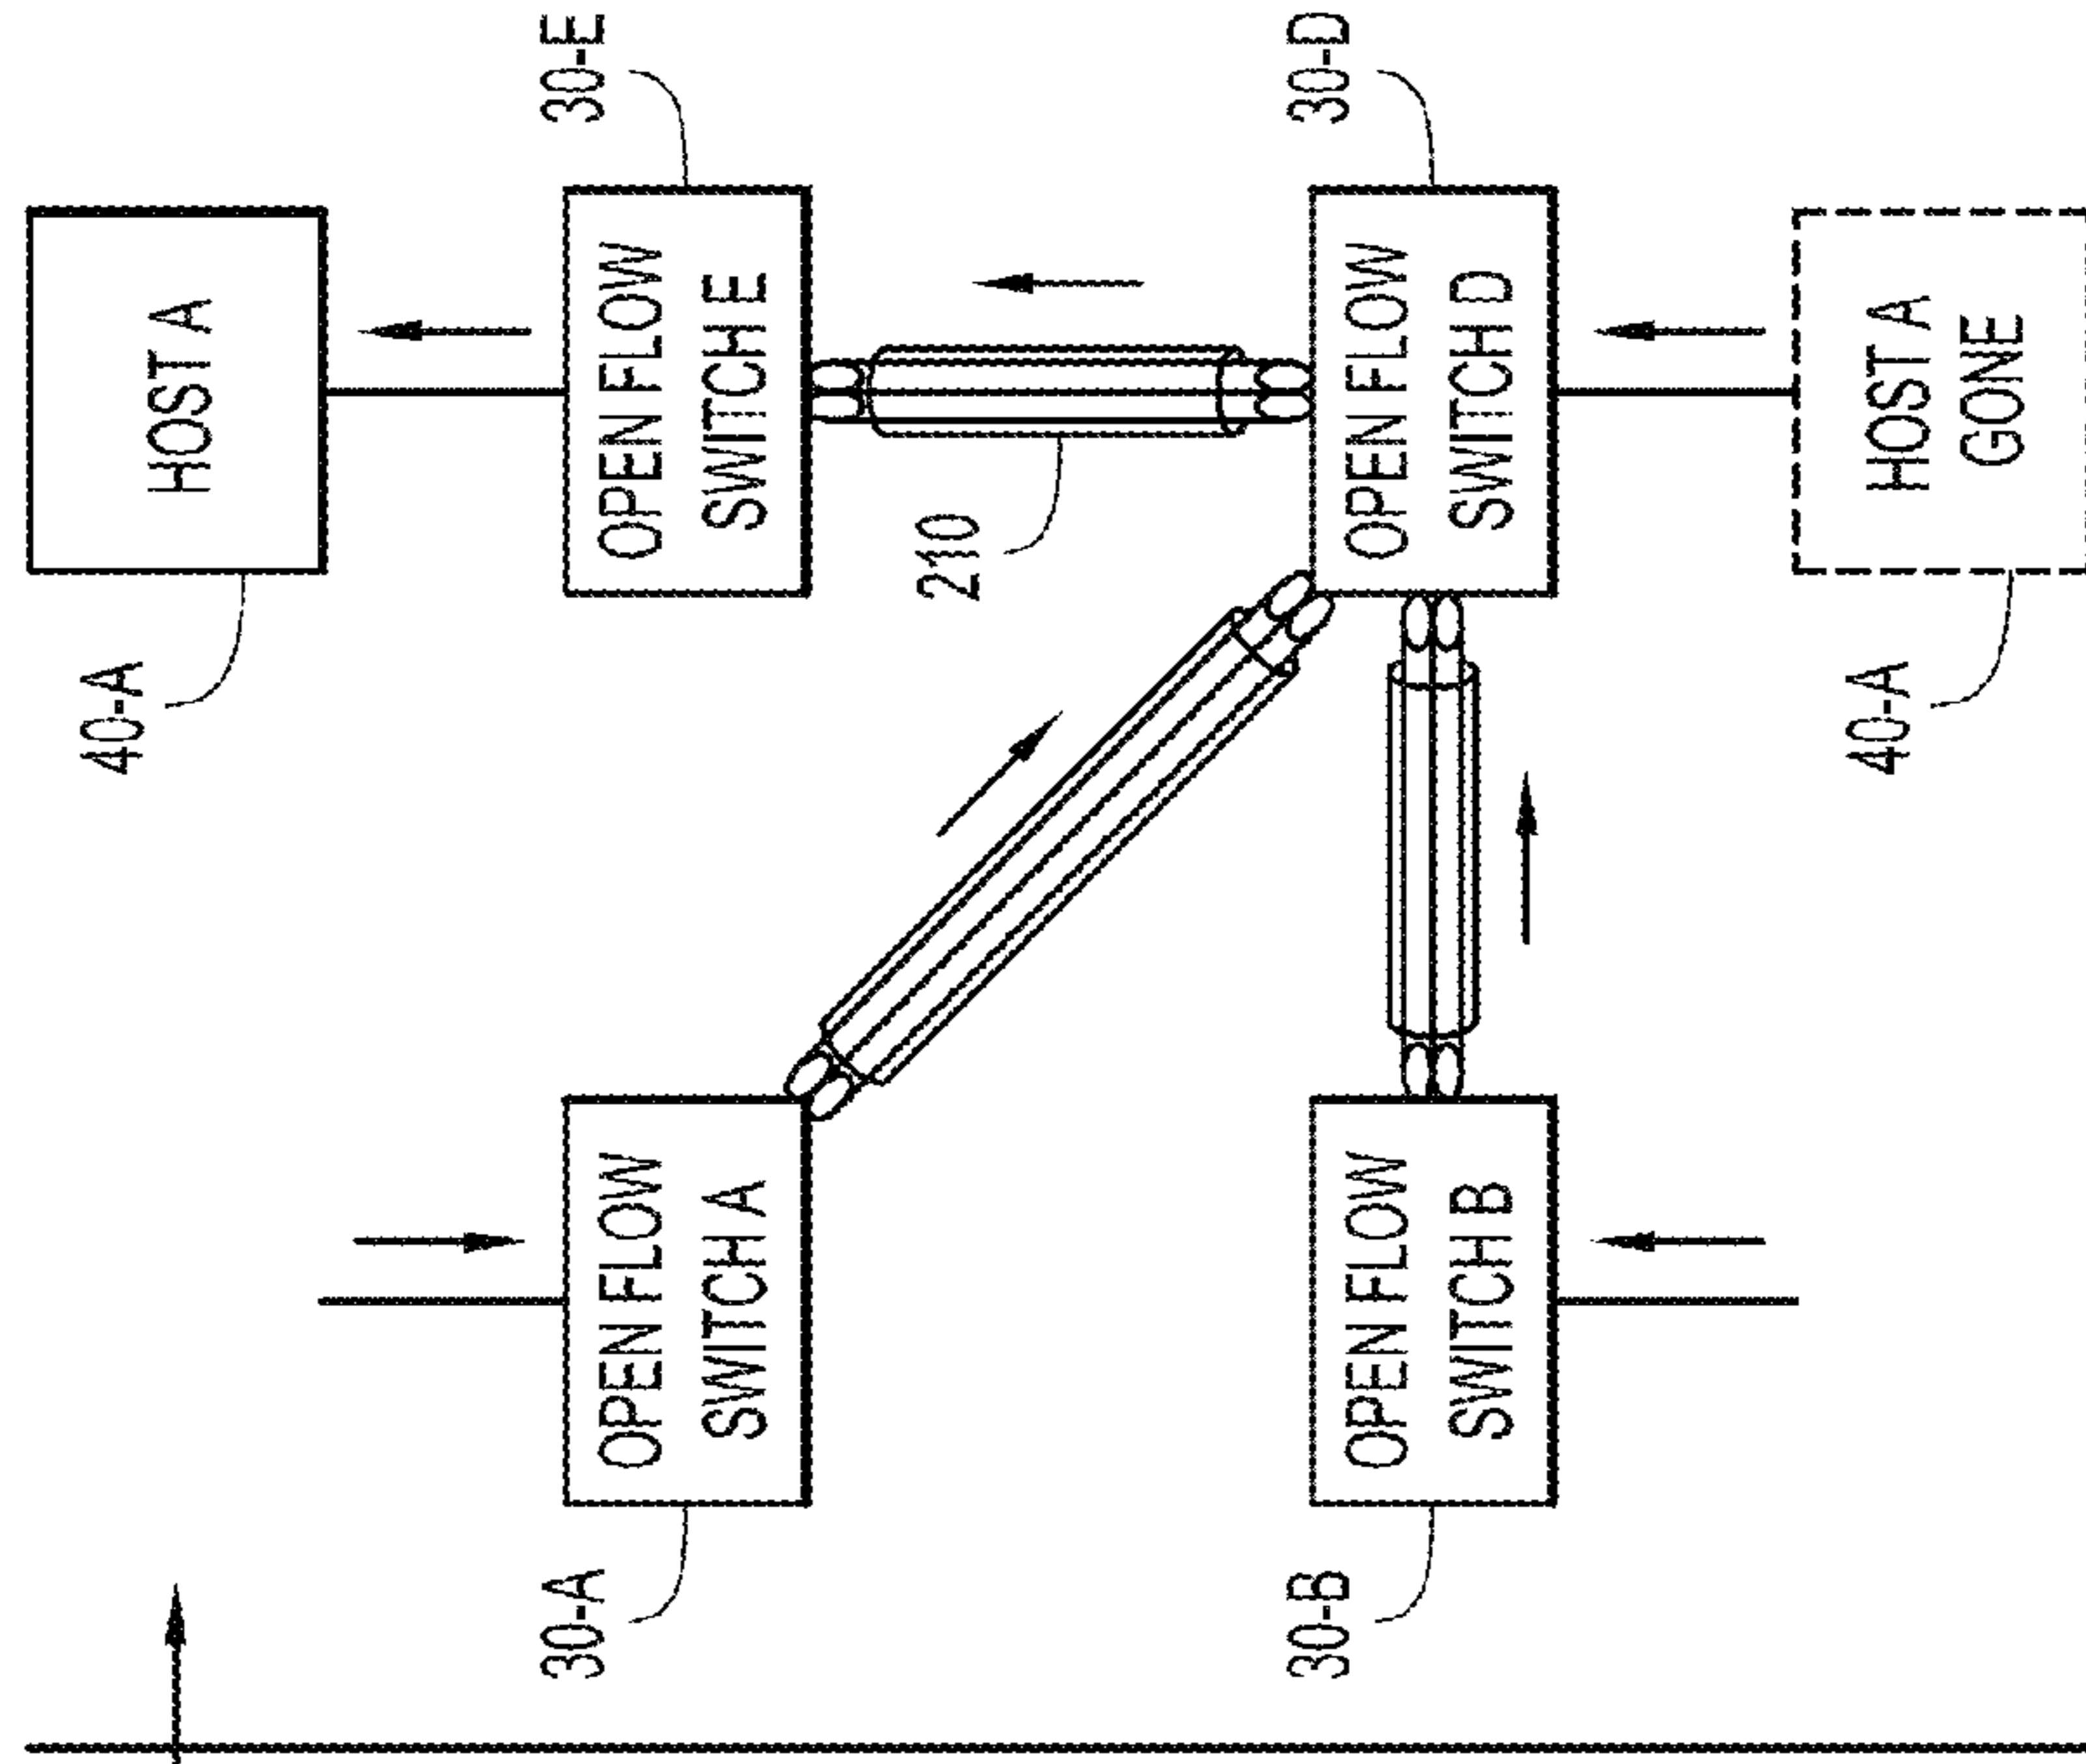 40-A
HOST A
30-A
OPEN FLOW
SWITCH A
OPEN FLOW
SWITCH E
30-E
210
30-B
OPEN FLOW
SWITCH B
OPEN FLOW
SWITCH D
30-D
40-A
HOST A
GONE